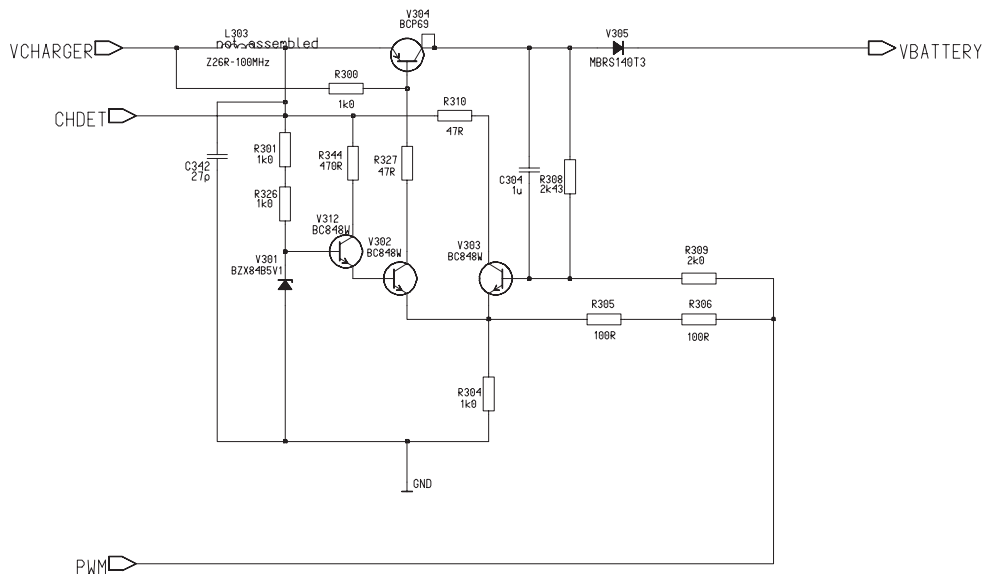 V304
BCP69
L303
not assembled
V305
VCHARGER
VBATTERY
Z26R-100MHz
MBRS140T3
R300
1k0
R310
CHDET
47R
R301
1k0
R344
470R
R327
47R
C342
27p
C304
1u
R308
2k43
R326
1k0
V312
BC848W
V302
BC848W
V303
BC848W
R309
2k0
V301
BZX84B5V1
R305
R306
100R
100R
R304
1k0
GND
PWM